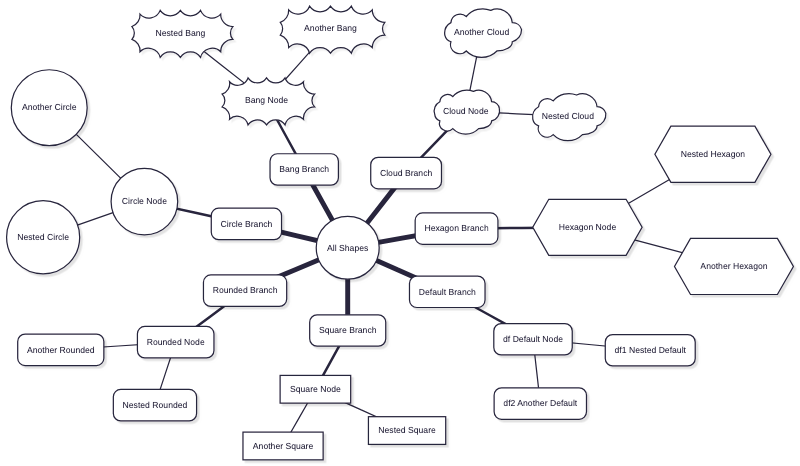 Nested Bang
Another Bang
Another Cloud
Bang Node
Another Circle
Cloud Node
Nested Cloud
Nested Hexagon
Bang Branch
Cloud Branch
Circle Node
Circle Branch
Hexagon Branch
Hexagon Node
Nested Circle
All Shapes
Another Hexagon
Rounded Branch
Default Branch
Square Branch
Rounded Node
df Default Node
Another Rounded
df1 Nested Default
Square Node
Nested Rounded
df2 Another Default
Nested Square
Another Square